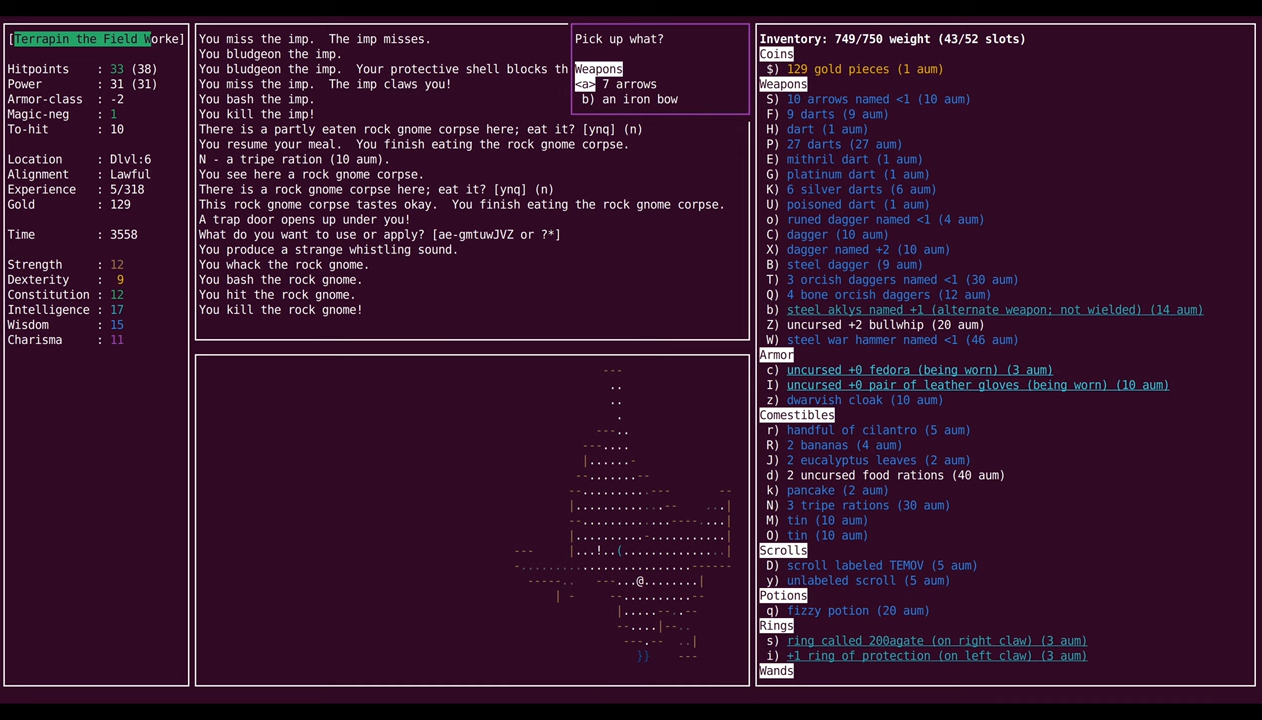 [Terrapin the Field Worke]
Hitpoints : 33 (38)
Power : 31 (31)
Armor-class : -2
Magic-neg : 1
To-hit : 10
Location : Dlvl:6
Alignment : Lawful
Experience : 5/318
Gold : 129
Time : 3558
Strength : 12
Dexterity : 9
Constitution : 12
Intelligence : 17
Wisdom : 15
Charisma : 11
You miss the imp. The imp misses.
You bludgeon the imp.
You bludgeon the imp. Your protective shell blocks th
You miss the imp. The imp claws you!
You bash the imp.
You kill the imp!
There is a partly eaten rock gnome corpse here; eat it? [ynq] (n)
You resume your meal. You finish eating the rock gnome corpse.
N - a tripe ration (10 aum).
You see here a rock gnome corpse.
There is a rock gnome corpse here; eat it? [ynq] (n)
This rock gnome corpse tastes okay. You finish eating the rock gnome corpse.
A trap door opens up under you!
What do you want to use or apply? [ae-gmtuwJVZ or ?*]
You produce a strange whistling sound.
You whack the rock gnome.
You bash the rock gnome.
You hit the rock gnome.
You kill the rock gnome!
Pick up what?
Weapons
<a> 7 arrows
b) an iron bow
Inventory: 749/750 weight (43/52 slots)
Coins
$) 129 gold pieces (1 aum)
Weapons
S) 10 arrows named <1 (10 aum)
F) 9 darts (9 aum)
H) dart (1 aum)
P) 27 darts (27 aum)
E) mithril dart (1 aum)
G) platinum dart (1 aum)
K) 6 silver darts (6 aum)
U) poisoned dart (1 aum)
o) runed dagger named <1 (4 aum)
C) dagger (10 aum)
X) dagger named +2 (10 aum)
B) steel dagger (9 aum)
T) 3 orcish daggers named <1 (30 aum)
Q) 4 bone orcish daggers (12 aum)
b) steel aklys named +1 (alternate weapon; not wielded) (14 aum)
Z) uncursed +2 bullwhip (20 aum)
W) steel war hammer named <1 (46 aum)
Armor
c) uncursed +0 fedora (being worn) (3 aum)
I) uncursed +0 pair of leather gloves (being worn) (10 aum)
z) dwarvish cloak (10 aum)
Comestibles
r) handful of cilantro (5 aum)
R) 2 bananas (4 aum)
J) 2 eucalyptus leaves (2 aum)
d) 2 uncursed food rations (40 aum)
k) pancake (2 aum)
N) 3 tripe rations (30 aum)
M) tin (10 aum)
O) tin (10 aum)
Scrolls
D) scroll labeled TEMOV (5 aum)
y) unlabeled scroll (5 aum)
Potions
q) fizzy potion (20 aum)
Rings
s) ring called 200agate (on right claw) (3 aum)
i) +1 ring of protection (on left claw) (3 aum)
Wands